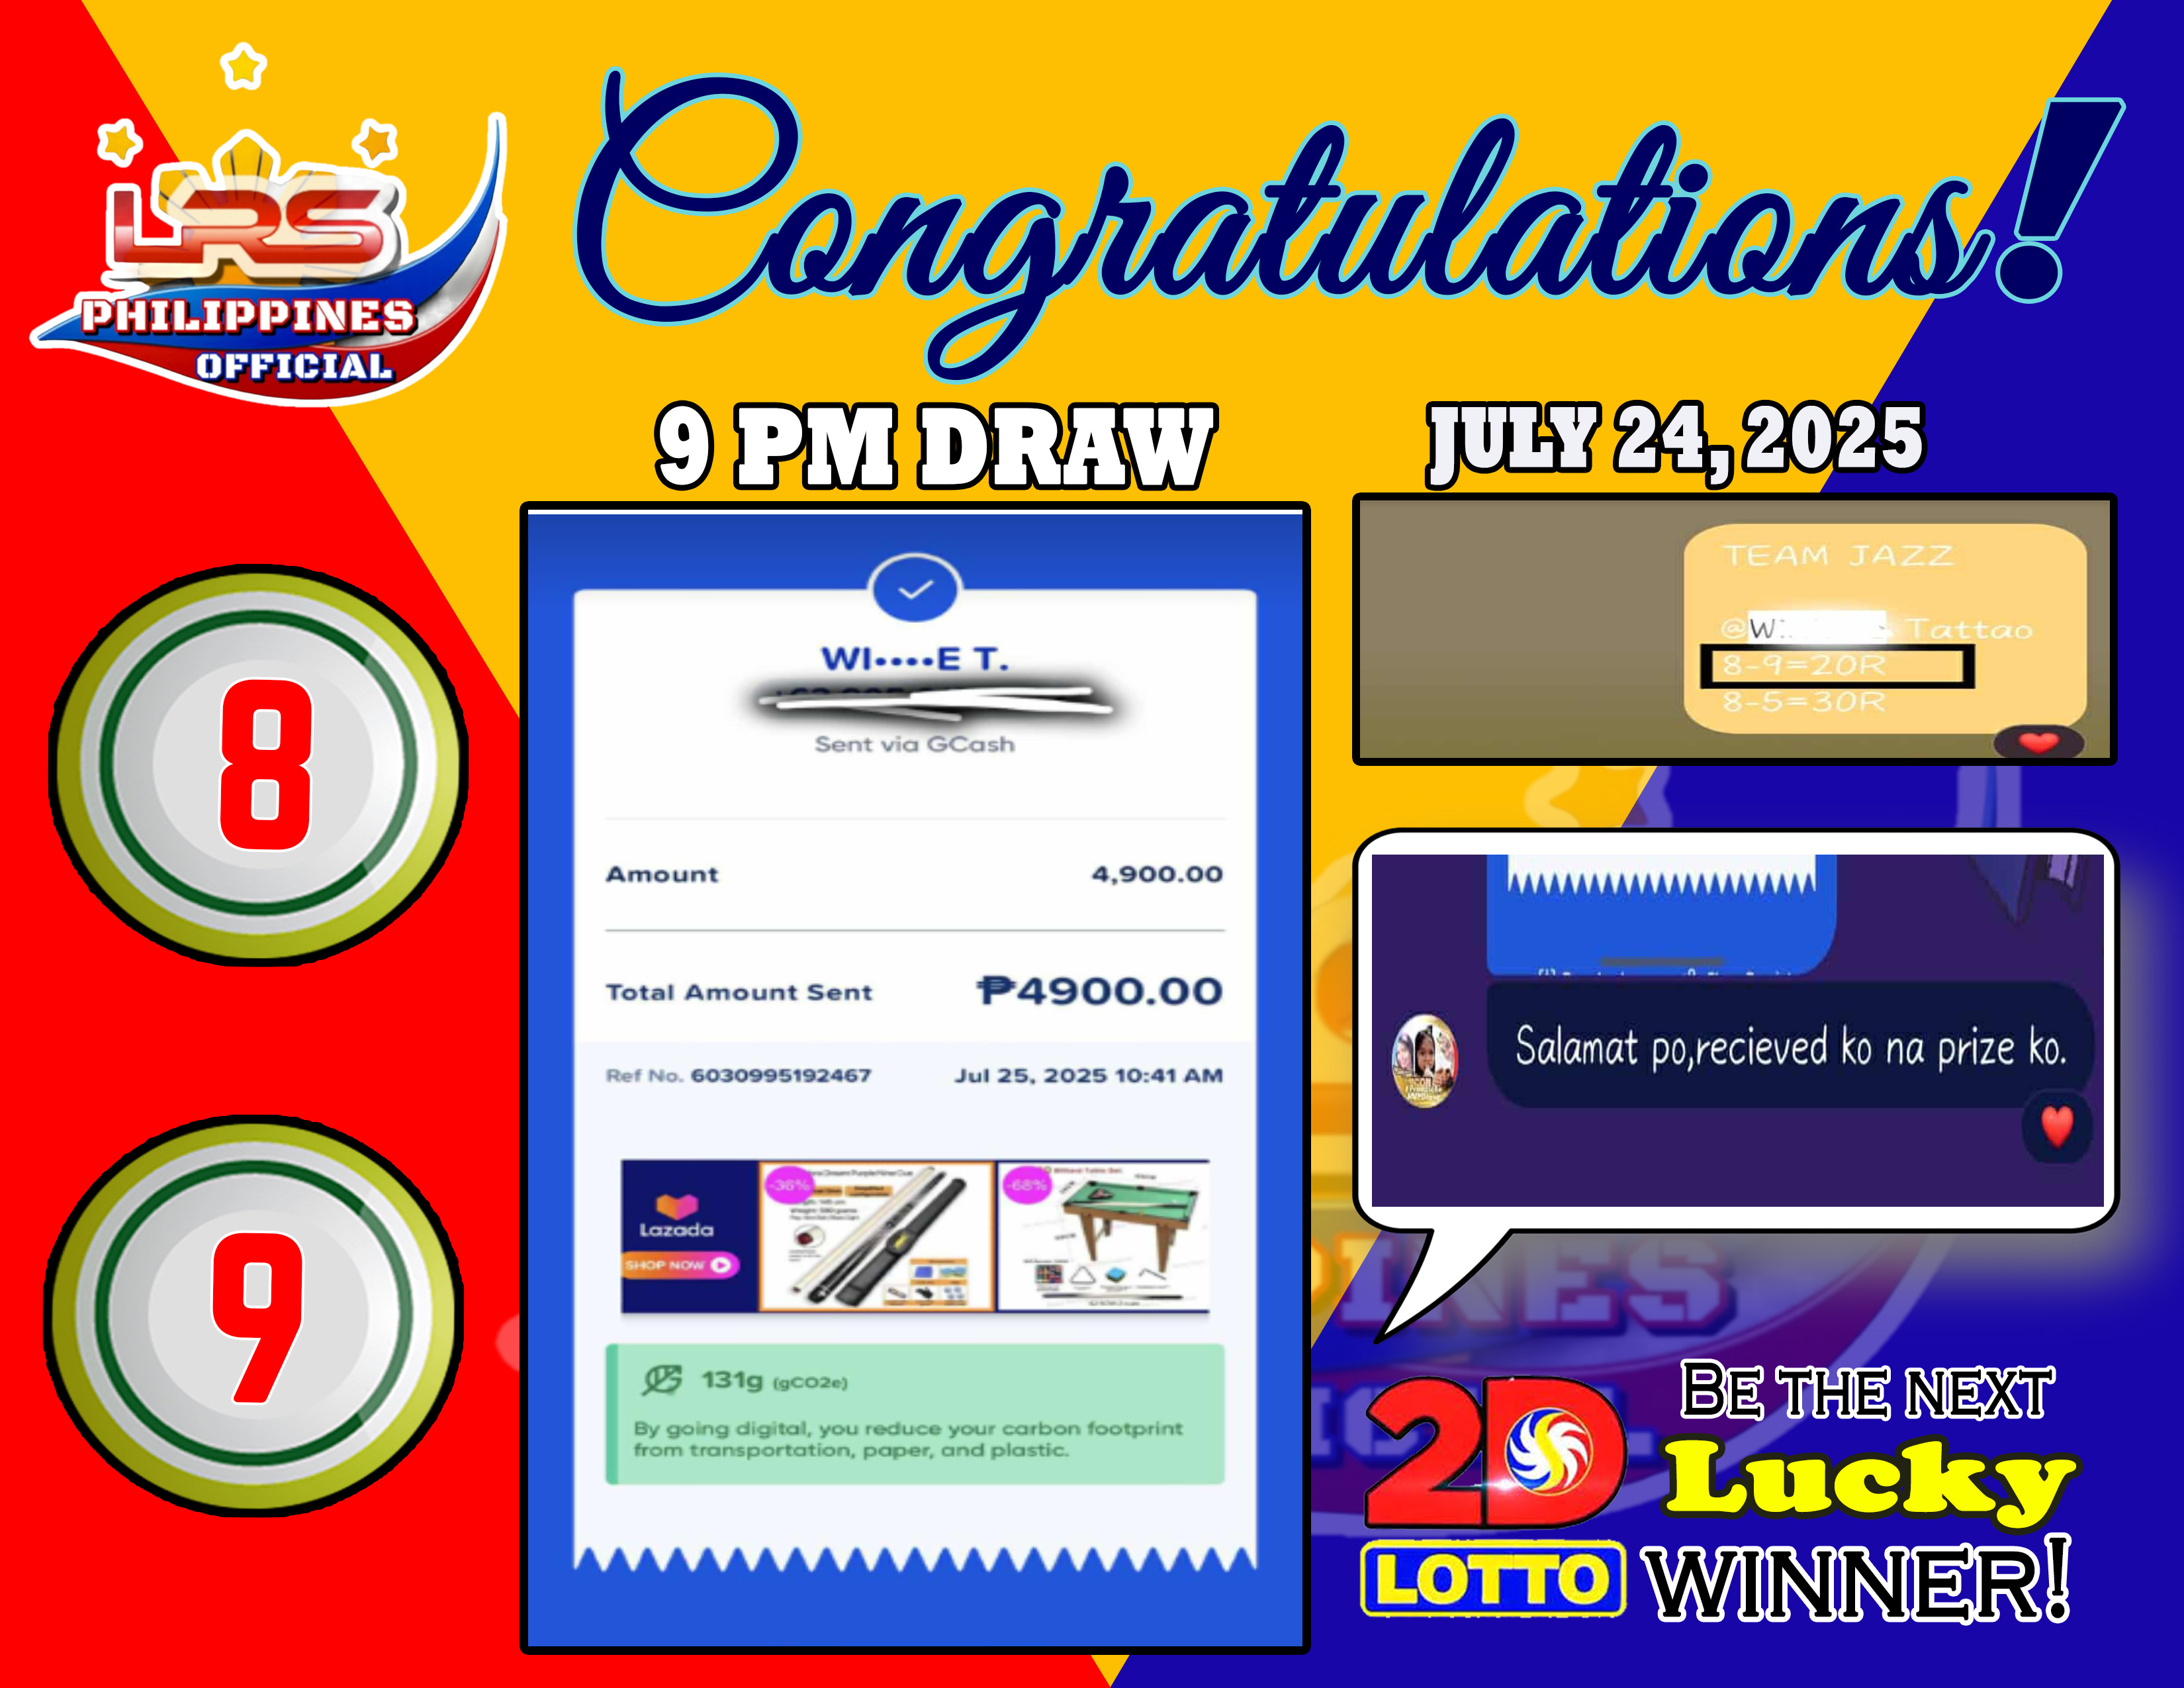 LRS
PHILIPPINES
OFFICIAL
Congratulations!
9 PM DRAW
JULY 24, 2025
8
9
WI••••E T.
Sent via GCash
Amount 4,900.00
Total Amount Sent ₱4900.00
Ref No. 6030995192467 Jul 25, 2025 10:41 AM
Lazada
SHOP NOW
-36%
-68%
131g (gCO2e)
By going digital, you reduce your carbon footprint
from transportation, paper, and plastic.
TEAM JAZZ
@W Tattao
8-9=20R
8-5=30R
Salamat po,recieved ko na prize ko.
2D
LOTTO
BE THE NEXT
Lucky
WINNER!